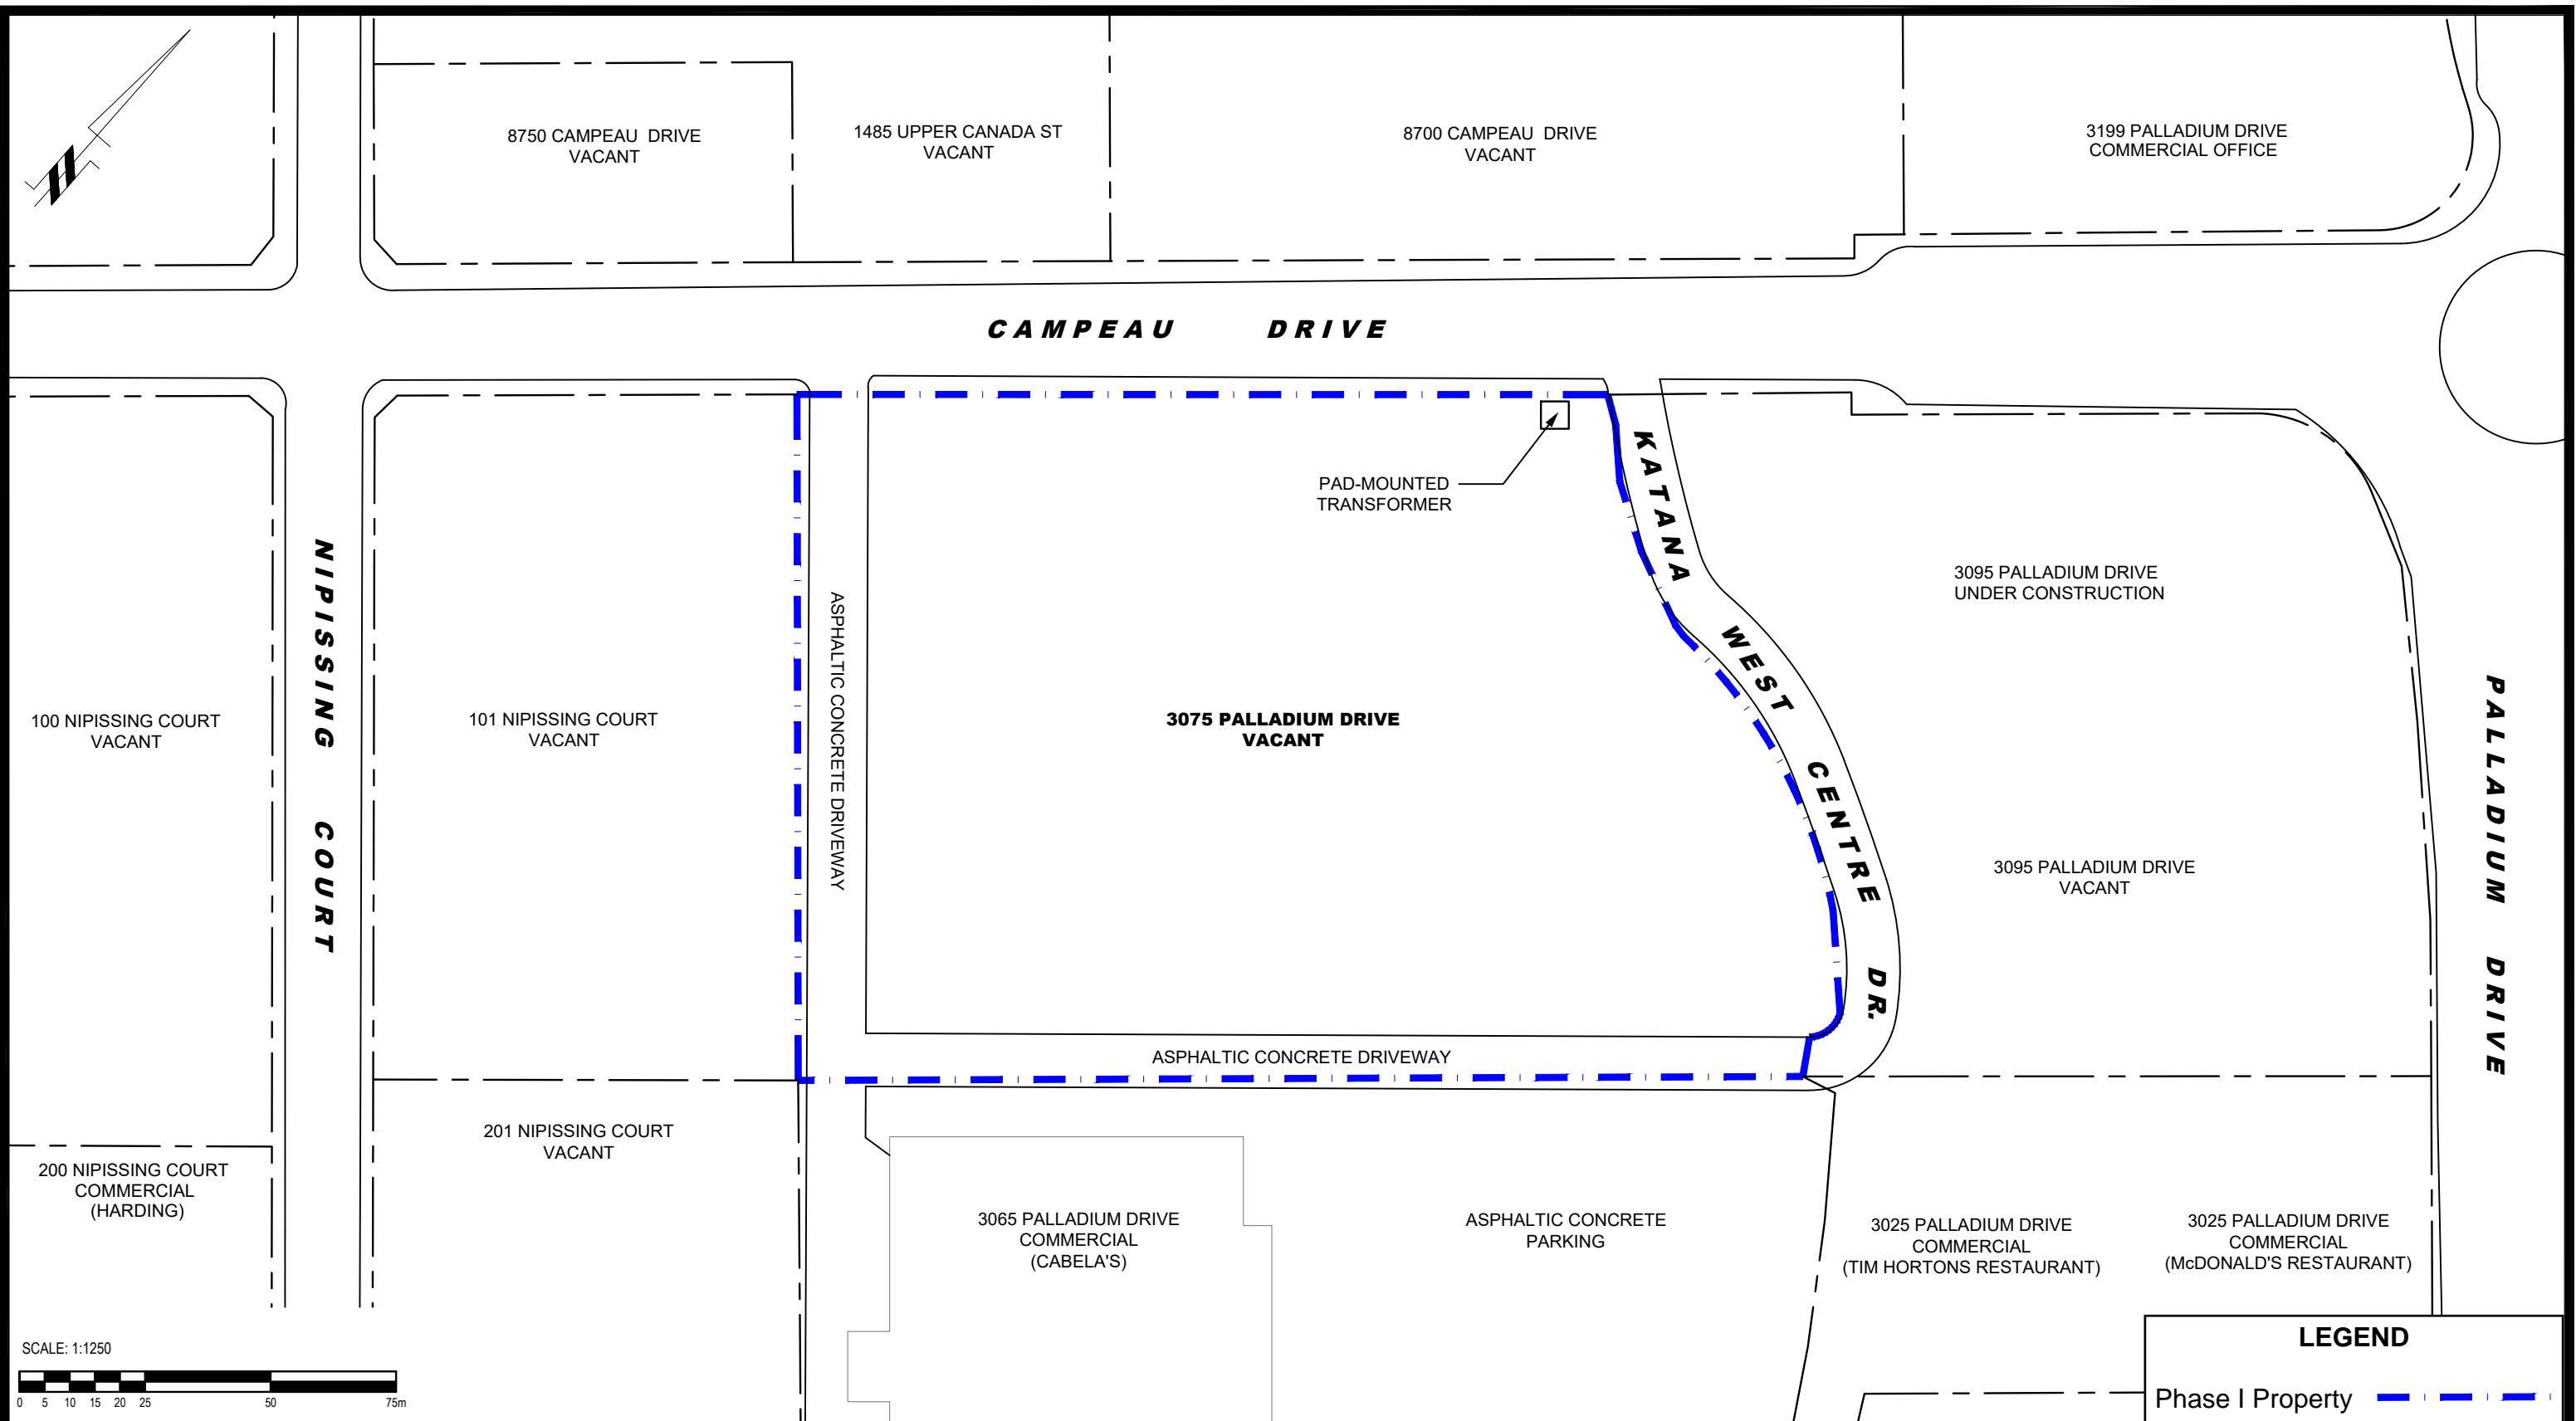 8750 CAMPEAU DRIVE
VACANT
1485 UPPER CANADA ST
VACANT
8700 CAMPEAU DRIVE
VACANT
3199 PALLADIUM DRIVE
COMMERCIAL OFFICE
CAMPEAU DRIVE
PAD-MOUNTED
TRANSFORMER
KATANA WEST CENTRE DR.
3095 PALLADIUM DRIVE
UNDER CONSTRUCTION
NIPISSING COURT
ASPHALTIC CONCRETE DRIVEWAY
PALLADIUM DRIVE
100 NIPISSING COURT
VACANT
101 NIPISSING COURT
VACANT
3075 PALLADIUM DRIVE
VACANT
3095 PALLADIUM DRIVE
VACANT
ASPHALTIC CONCRETE DRIVEWAY
201 NIPISSING COURT
VACANT
200 NIPISSING COURT
COMMERCIAL
(HARDING)
3065 PALLADIUM DRIVE
COMMERCIAL
(CABELA'S)
ASPHALTIC CONCRETE
PARKING
3025 PALLADIUM DRIVE
COMMERCIAL
(TIM HORTONS RESTAURANT)
3025 PALLADIUM DRIVE
COMMERCIAL
(McDONALD'S RESTAURANT)
SCALE: 1:1250
0 5 10 15 20 25 50 75m
LEGEND
Phase I Property